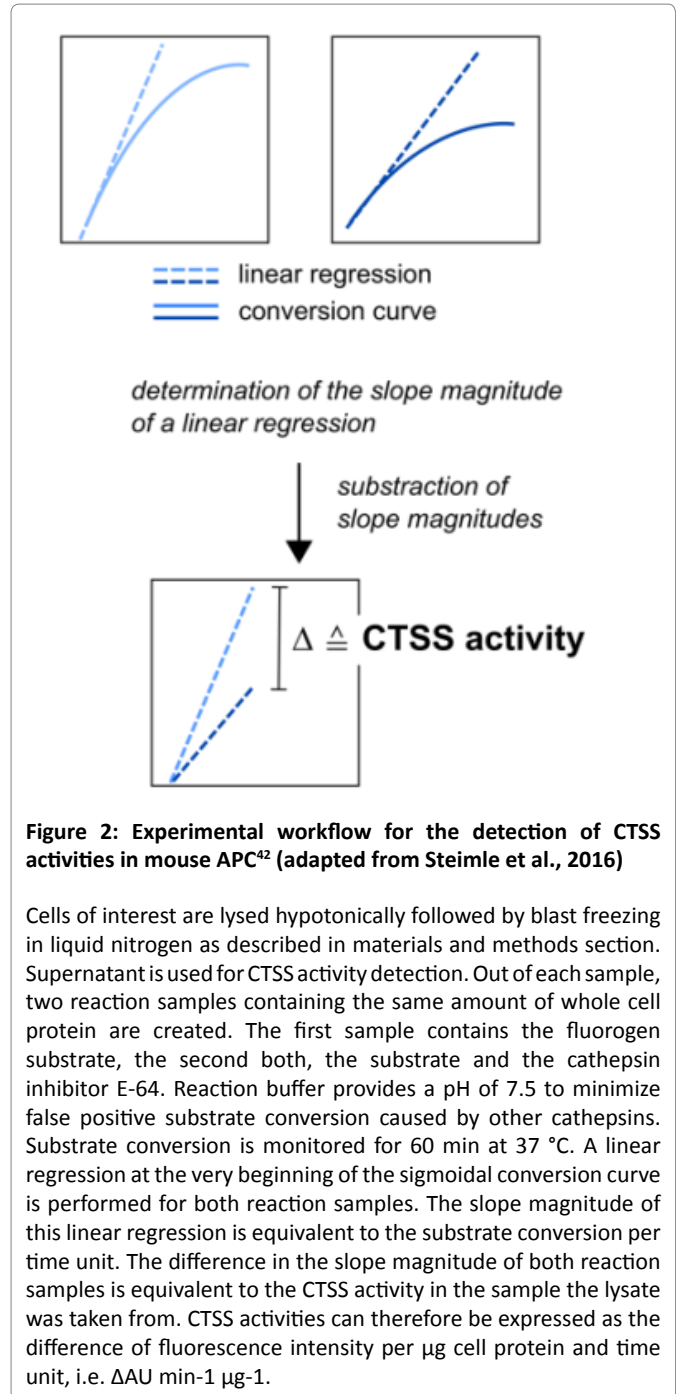 linear regression
conversion curve
determination of the slope magnitude
of a linear regression
substraction of
slope magnitudes
Δ ≙ CTSS activity
Figure 2: Experimental workflow for the detection of CTSS
activities in mouse APC⁴² (adapted from Steimle et al., 2016)
Cells of interest are lysed hypotonically followed by blast freezing
in liquid nitrogen as described in materials and methods section.
Supernatant is used for CTSS activity detection. Out of each sample,
two reaction samples containing the same amount of whole cell
protein are created. The first sample contains the fluorogen
substrate, the second both, the substrate and the cathepsin
inhibitor E-64. Reaction buffer provides a pH of 7.5 to minimize
false positive substrate conversion caused by other cathepsins.
Substrate conversion is monitored for 60 min at 37 °C. A linear
regression at the very beginning of the sigmoidal conversion curve
is performed for both reaction samples. The slope magnitude of
this linear regression is equivalent to the substrate conversion per
time unit. The difference in the slope magnitude of both reaction
samples is equivalent to the CTSS activity in the sample the lysate
was taken from. CTSS activities can therefore be expressed as the
difference of fluorescence intensity per µg cell protein and time
unit, i.e. ΔAU min-1 µg-1.